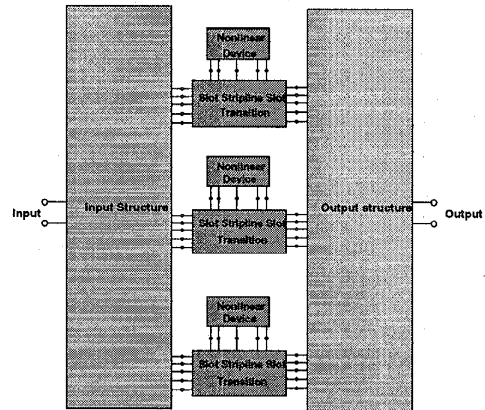 Nonlinear
Device
Slot Stripline Slot
Transition
Nonlinear
Device
Input
Input Structure
Output structure
Output
Slot Stripline Slot
Transition
Nonlinear
Device
Slot Stripline Slot
Transition